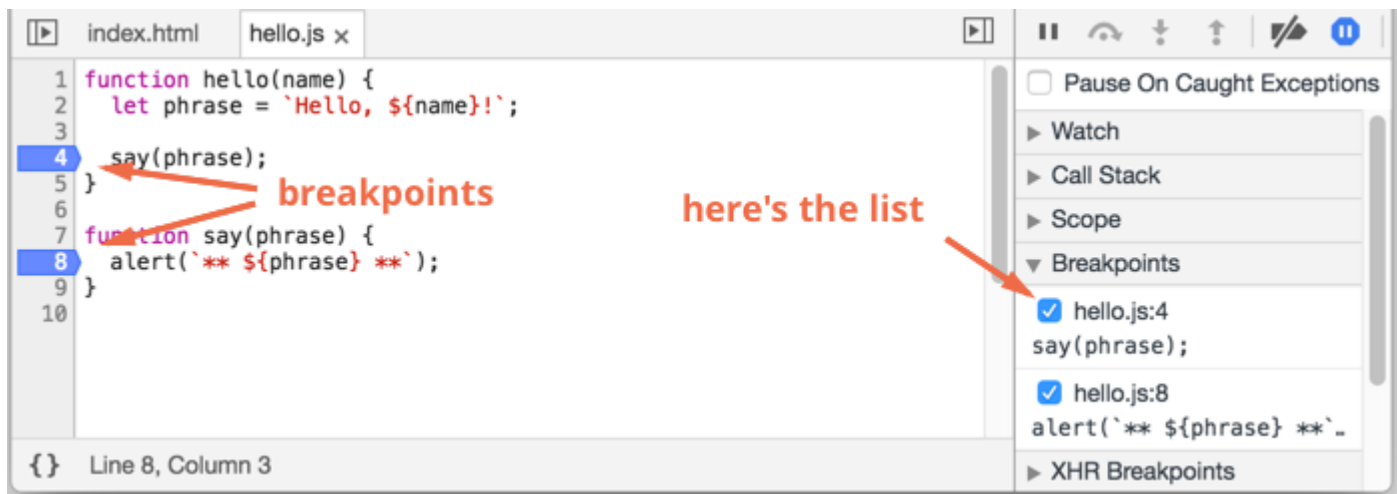 index.html hello.js ×
1 function hello(name) {
2 let phrase = `Hello, ${name}!`;
3
4 say(phrase);
5 }
6
7 function say(phrase) {
8 alert(`** ${phrase} **`);
9 }
10
breakpoints
here's the list
{} Line 8, Column 3
Pause On Caught Exceptions
Watch
Call Stack
Scope
Breakpoints
hello.js:4
say(phrase);
hello.js:8
alert(`** ${phrase} **`…
XHR Breakpoints